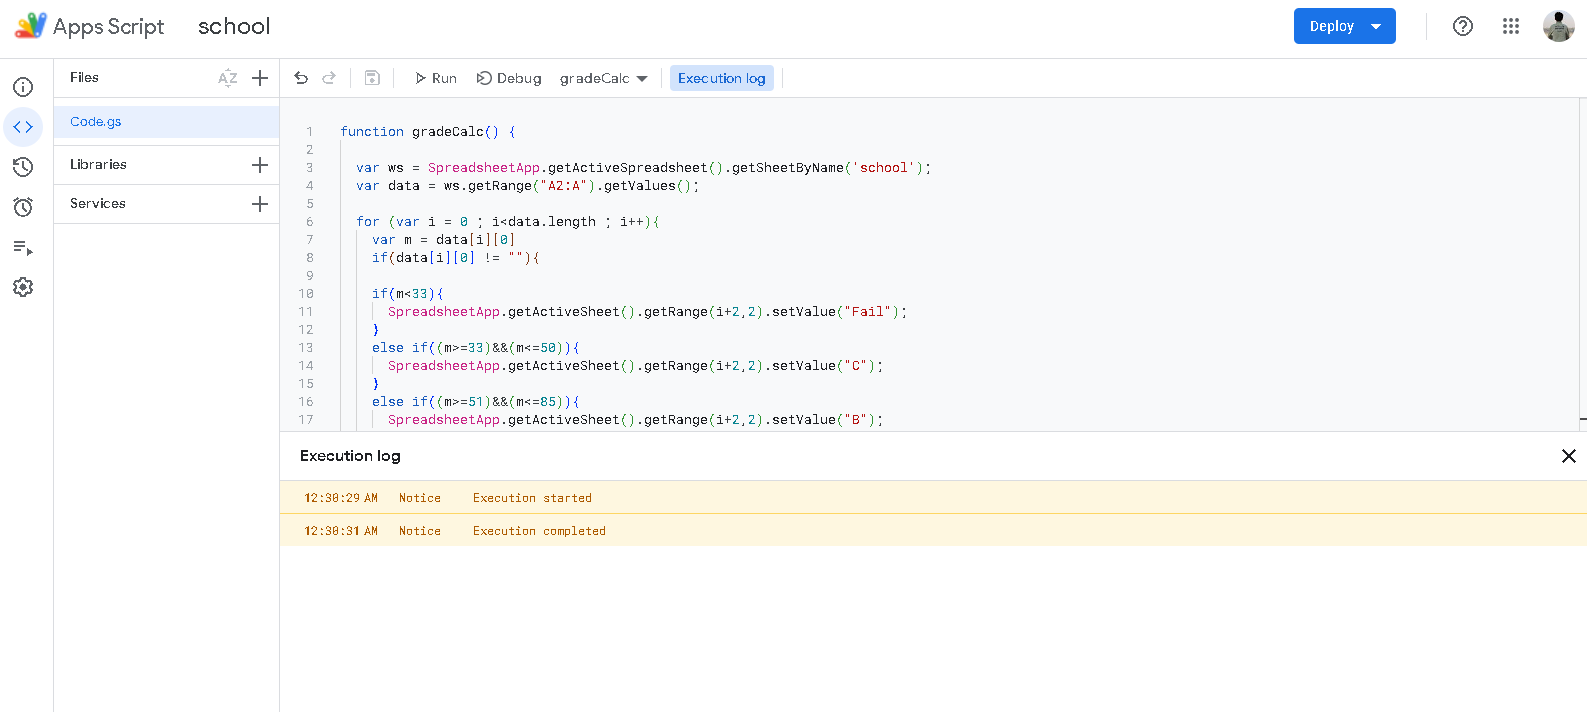 Apps Script school Deploy
Files AZ Run Debug gradeCalc Execution log
Code.gs
Libraries
Services
1 function gradeCalc() {
2
3 var ws = SpreadsheetApp.getActiveSpreadsheet().getSheetByName('school');
4 var data = ws.getRange("A2:A").getValues();
5
6 for (var i = 0 ; i<data.length ; i++){
7 var m = data[i][0]
8 if(data[i][0] != ""){
9
10 if(m<33){
11 SpreadsheetApp.getActiveSheet().getRange(i+2,2).setValue("Fail");
12 }
13 else if((m>=33)&&(m<=50)){
14 SpreadsheetApp.getActiveSheet().getRange(i+2,2).setValue("C");
15 }
16 else if((m>=51)&&(m<=85)){
17 SpreadsheetApp.getActiveSheet().getRange(i+2,2).setValue("B");
Execution log
12:30:29 AM Notice Execution started
12:30:31 AM Notice Execution completed